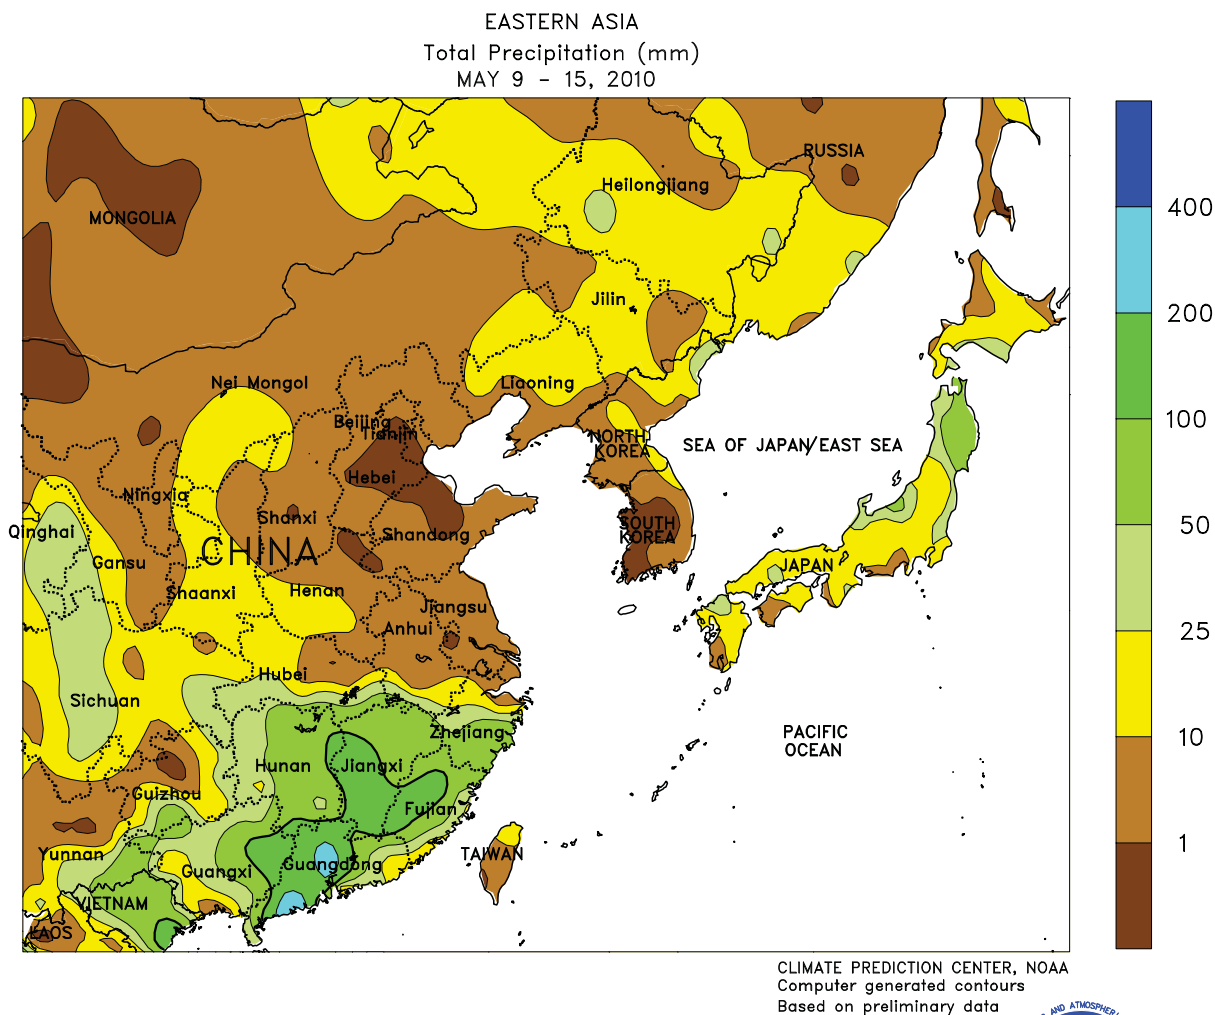 EASTERN ASIA
Total Precipitation (mm)
MAY 9 - 15, 2010
RUSSIA
Heilongjiang
MONGOLIA
Jilin
Nei Mongol
Liaoning
Beijing
Tianjin
NORTH
KOREA
SEA OF JAPAN/EAST SEA
Hebei
Ningxia
Shanxi
SOUTH
KOREA
Qinghai
Shandong
CHINA
Gansu
JAPAN
Shaanxi
Henan
Jiangsu
Anhui
Hubei
Sichuan
Zhejiang
PACIFIC
OCEAN
Hunan
Jiangxi
Guizhou
Fujian
Yunnan
TAIWAN
Guangxi
Guangdong
VIETNAM
LAOS
400
200
100
50
25
10
1
CLIMATE PREDICTION CENTER, NOAA
Computer generated contours
Based on preliminary data
AND ATMOSPHER